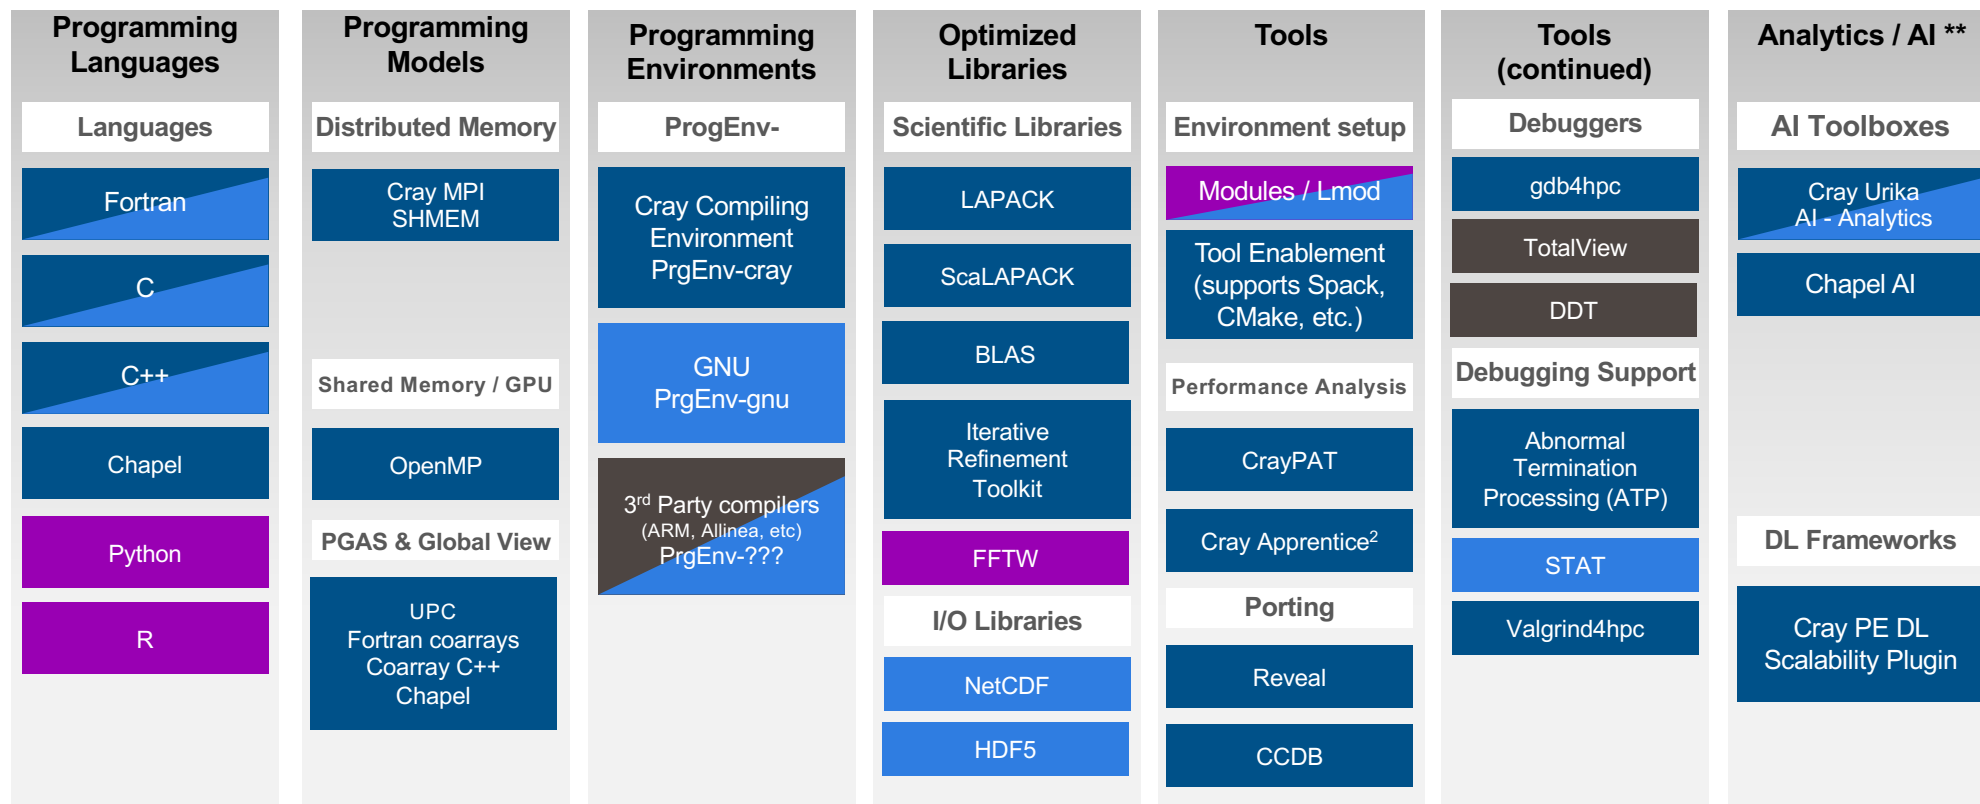 Programming
Languages
Languages
Fortran
C
C++
Chapel
Python
R
Programming
Models
Distributed Memory
Cray MPI
SHMEM
Shared Memory / GPU
OpenMP
PGAS & Global View
UPC
Fortran coarrays
Coarray C++
Chapel
Programming
Environments
ProgEnv-
Cray Compiling
Environment
PrgEnv-cray
GNU
PrgEnv-gnu
3rd Party compilers
(ARM, Allinea, etc)
PrgEnv-???
Optimized
Libraries
Scientific Libraries
LAPACK
ScaLAPACK
BLAS
Iterative
Refinement
Toolkit
FFTW
I/O Libraries
NetCDF
HDF5
Tools
Environment setup
Modules / Lmod
Tool Enablement
(supports Spack,
CMake, etc.)
Performance Analysis
CrayPAT
Cray Apprentice2
Porting
Reveal
CCDB
Tools
(continued)
Debuggers
gdb4hpc
TotalView
DDT
Debugging Support
Abnormal
Termination
Processing (ATP)
STAT
Valgrind4hpc
Analytics / AI **
AI Toolboxes
Cray Urika
AI - Analytics
Chapel AI
DL Frameworks
Cray PE DL
Scalability Plugin